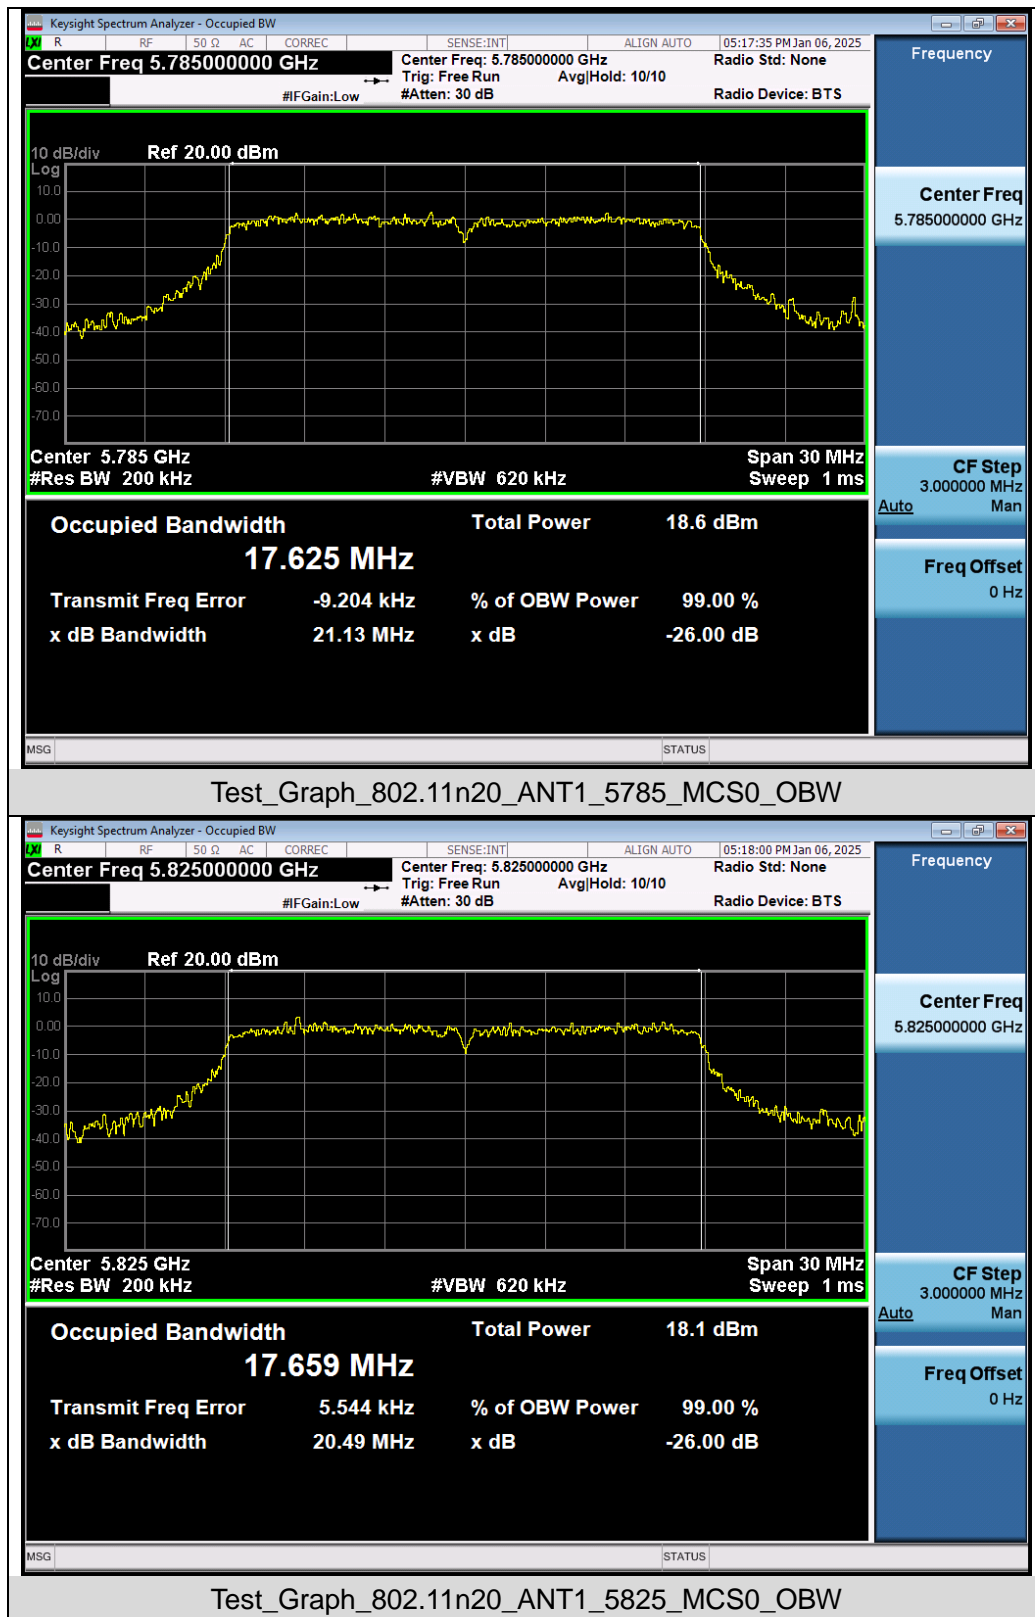 Keysight Spectrum Analyzer - Occupied BW
LXI R RF 50 Ω AC CORREC SENSE:INT ALIGN AUTO 05:17:35 PM Jan 06, 2025
Center Freq 5.785000000 GHz Center Freq: 5.785000000 GHz Radio Std: None
Trig: Free Run Avg|Hold: 10/10
#IFGain:Low #Atten: 30 dB Radio Device: BTS
Frequency
10 dB/div Ref 20.00 dBm
Log
10.0
0.00
-10.0
-20.0
-30.0
-40.0
-50.0
-60.0
-70.0
Center 5.785 GHz Span 30 MHz
#Res BW 200 kHz #VBW 620 kHz Sweep 1 ms
Center Freq
5.785000000 GHz
CF Step
3.000000 MHz
Auto Man
Freq Offset
0 Hz
Occupied Bandwidth Total Power 18.6 dBm
17.625 MHz
Transmit Freq Error -9.204 kHz % of OBW Power 99.00 %
x dB Bandwidth 21.13 MHz x dB -26.00 dB
MSG STATUS
Test_Graph_802.11n20_ANT1_5785_MCS0_OBW
Keysight Spectrum Analyzer - Occupied BW
LXI R RF 50 Ω AC CORREC SENSE:INT ALIGN AUTO 05:18:00 PM Jan 06, 2025
Center Freq 5.825000000 GHz Center Freq: 5.825000000 GHz Radio Std: None
Trig: Free Run Avg|Hold: 10/10
#IFGain:Low #Atten: 30 dB Radio Device: BTS
Frequency
10 dB/div Ref 20.00 dBm
Log
10.0
0.00
-10.0
-20.0
-30.0
-40.0
-50.0
-60.0
-70.0
Center 5.825 GHz Span 30 MHz
#Res BW 200 kHz #VBW 620 kHz Sweep 1 ms
Center Freq
5.825000000 GHz
CF Step
3.000000 MHz
Auto Man
Freq Offset
0 Hz
Occupied Bandwidth Total Power 18.1 dBm
17.659 MHz
Transmit Freq Error 5.544 kHz % of OBW Power 99.00 %
x dB Bandwidth 20.49 MHz x dB -26.00 dB
MSG STATUS
Test_Graph_802.11n20_ANT1_5825_MCS0_OBW